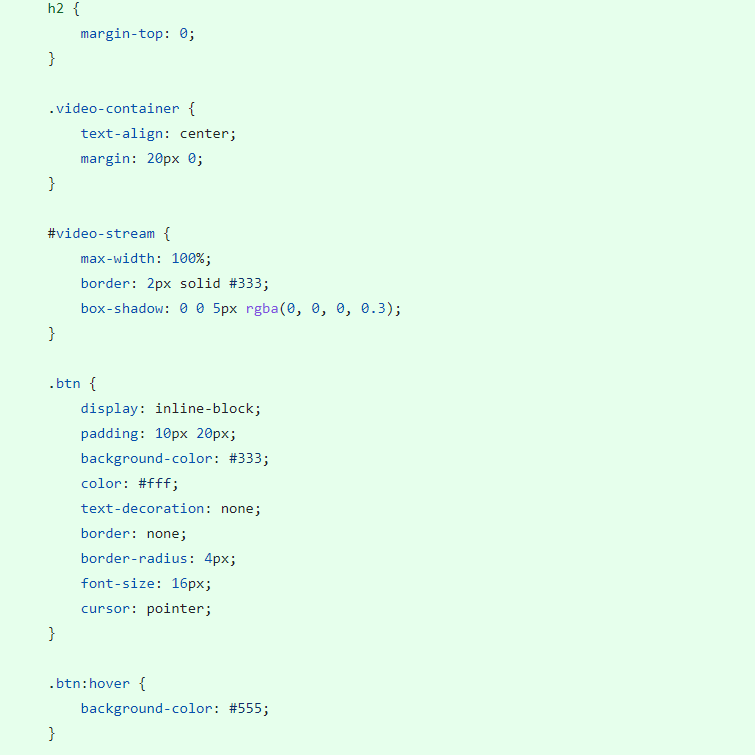 h2 {
    margin-top: 0;
}

.video-container {
    text-align: center;
    margin: 20px 0;
}

#video-stream {
    max-width: 100%;
    border: 2px solid #333;
    box-shadow: 0 0 5px rgba(0, 0, 0, 0.3);
}

.btn {
    display: inline-block;
    padding: 10px 20px;
    background-color: #333;
    color: #fff;
    text-decoration: none;
    border: none;
    border-radius: 4px;
    font-size: 16px;
    cursor: pointer;
}

.btn:hover {
    background-color: #555;
}